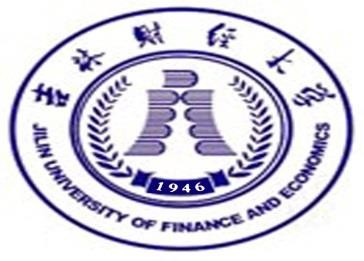 吉林财经大学
JILIN UNIVERSITY OF FINANCE AND ECONOMICS
1946